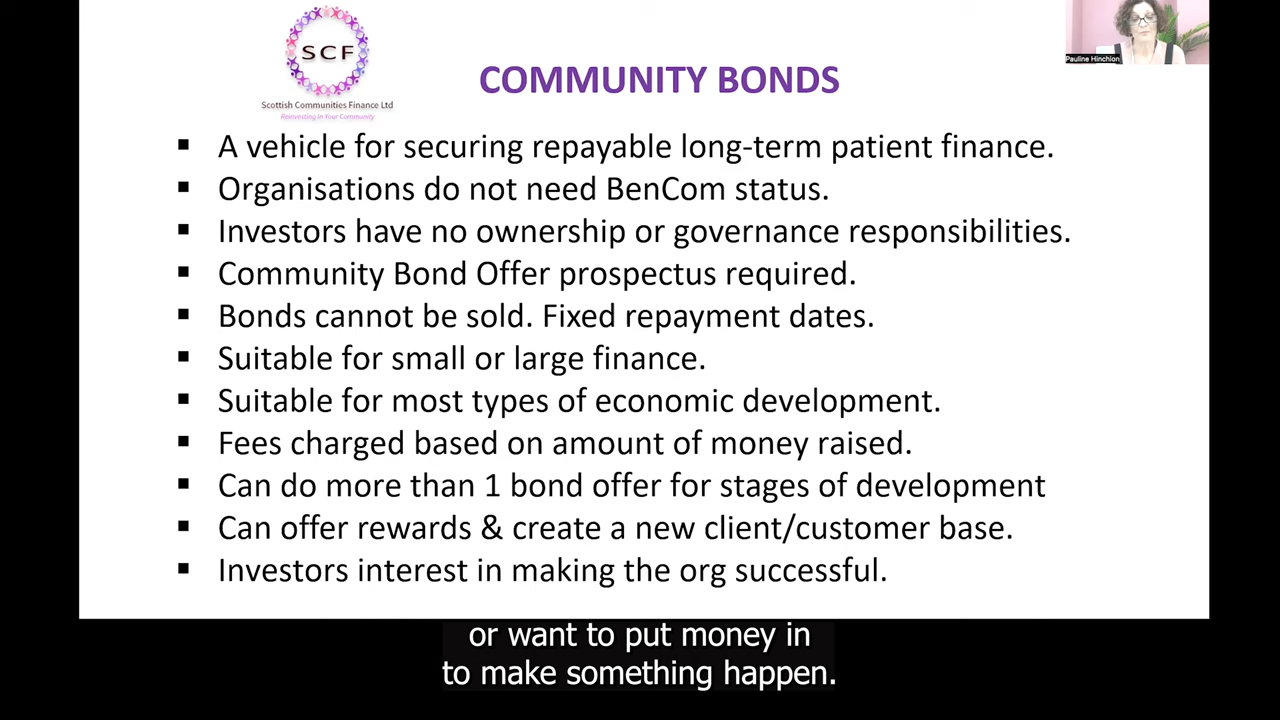 SCF
Scottish Communities Finance Ltd
Reinvesting In Your Community
COMMUNITY BONDS
Pauline Hinchion
▪ A vehicle for securing repayable long-term patient finance.
▪ Organisations do not need BenCom status.
▪ Investors have no ownership or governance responsibilities.
▪ Community Bond Offer prospectus required.
▪ Bonds cannot be sold. Fixed repayment dates.
▪ Suitable for small or large finance.
▪ Suitable for most types of economic development.
▪ Fees charged based on amount of money raised.
▪ Can do more than 1 bond offer for stages of development
▪ Can offer rewards & create a new client/customer base.
▪ Investors interest in making the org successful.
or want to put money in
to make something happen.